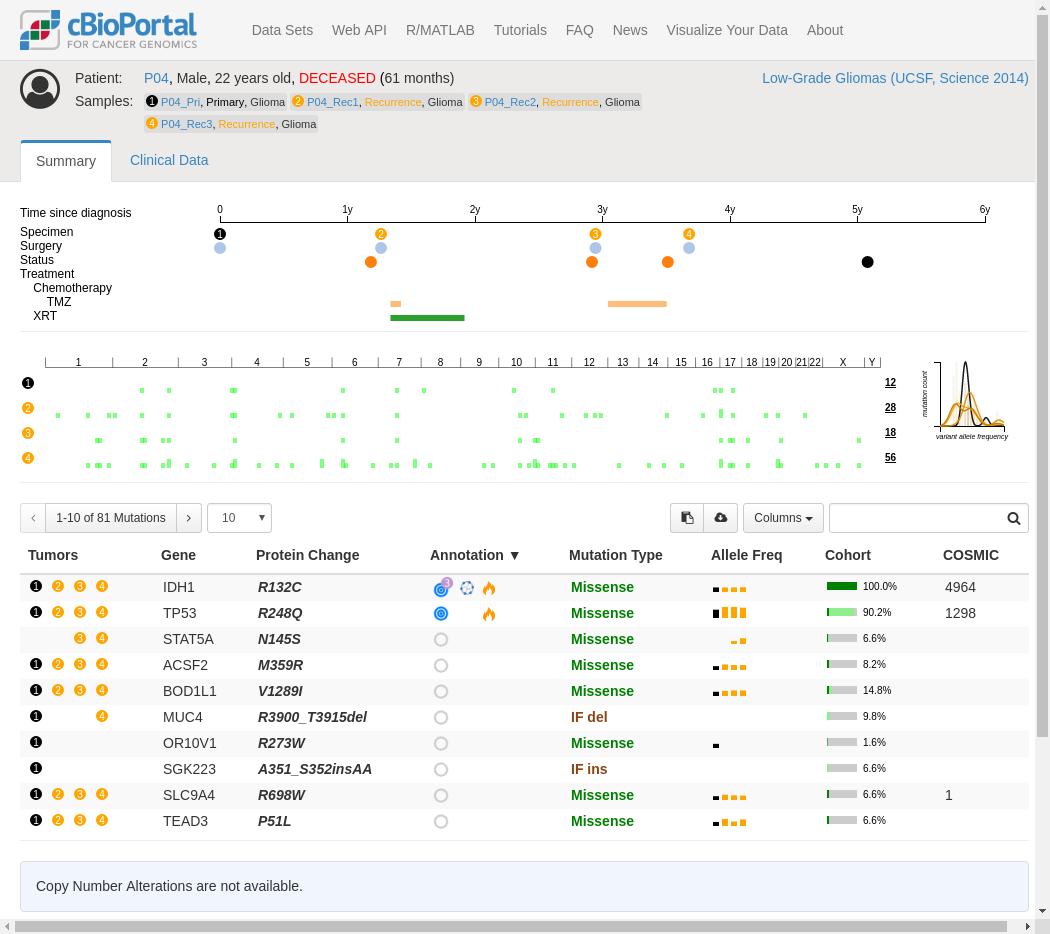 cBioPortal
FOR CANCER GENOMICS
Data Sets Web API R/MATLAB Tutorials FAQ News Visualize Your Data About
Patient: P04, Male, 22 years old, DECEASED (61 months) Low-Grade Gliomas (UCSF, Science 2014)
Samples: 1 P04_Pri, Primary, Glioma 2 P04_Rec1, Recurrence, Glioma 3 P04_Rec2, Recurrence, Glioma
4 P04_Rec3, Recurrence, Glioma
Summary Clinical Data
Time since diagnosis 0 1y 2y 3y 4y 5y 6y
Specimen 1 2 3 4
Surgery
Status
Treatment
Chemotherapy
TMZ
XRT
1 2 3 4 5 6 7 8 9 10 11 12 13 14 15 16 17 18 19 20 21 22 X Y
1 12
2 28
3 18
4 56
mutation count
variant allele frequency
1-10 of 81 Mutations 10 ▼ Columns
Tumors Gene Protein Change Annotation ▼ Mutation Type Allele Freq Cohort COSMIC
1 2 3 4 IDH1 R132C 3 Missense 100.0% 4964
1 2 3 4 TP53 R248Q Missense 90.2% 1298
3 4 STAT5A N145S Missense 6.6%
1 2 3 4 ACSF2 M359R Missense 8.2%
1 2 3 4 BOD1L1 V1289I Missense 14.8%
1 4 MUC4 R3900_T3915del IF del 9.8%
1 OR10V1 R273W Missense 1.6%
1 SGK223 A351_S352insAA IF ins 6.6%
1 2 3 4 SLC9A4 R698W Missense 6.6% 1
1 2 3 4 TEAD3 P51L Missense 6.6%
Copy Number Alterations are not available.